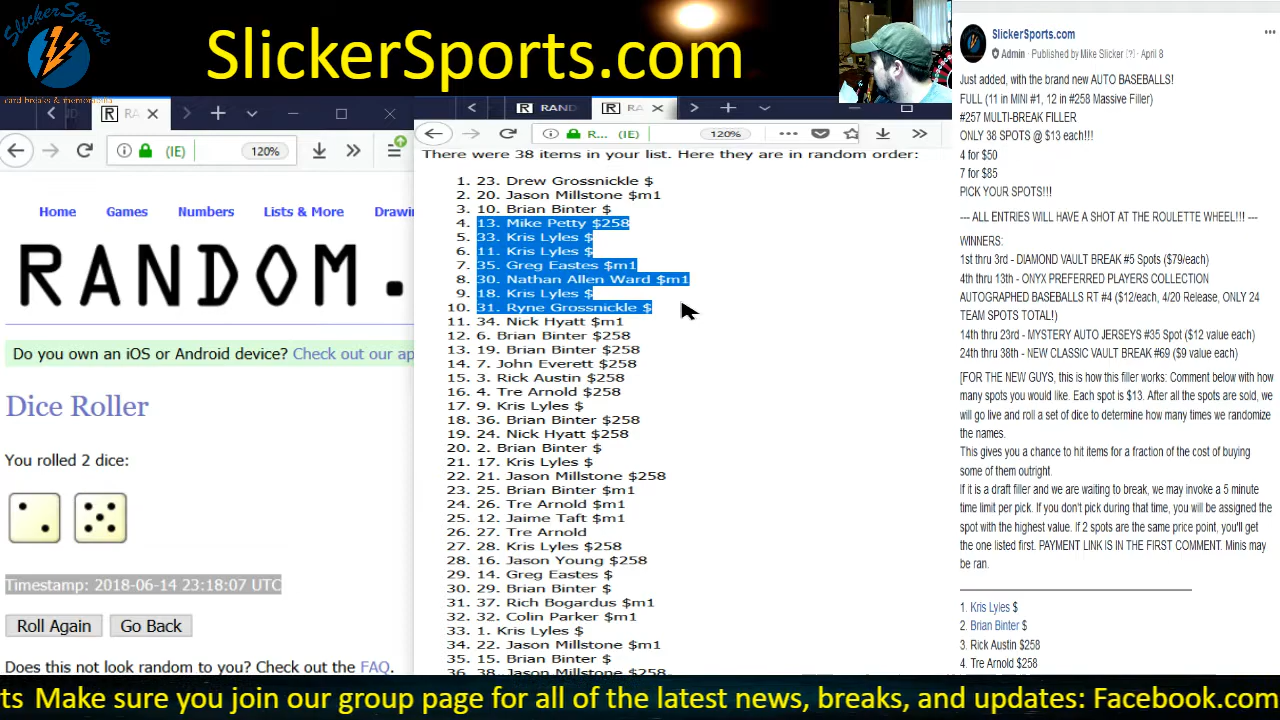 SlickerSports
card breaks & memorabilia
SlickerSports.com
120%
(IE)
Home
Games
Numbers
Lists & More
Drawi
RANDOM.
Do you own an iOS or Android device? Check out our ap
Dice Roller
You rolled 2 dice:
Timestamp: 2018-06-14 23:18:07 UTC
Roll Again
Go Back
Does this not look random to you? Check out the FAQ.
RAND
RA
R... (IE)
120%
There were 38 items in your list. Here they are in random order:
1. 23. Drew Grossnickle $
2. 20. Jason Millstone $m1
3. 10. Brian Binter $
4. 13. Mike Petty $258
5. 33. Kris Lyles $
6. 11. Kris Lyles $
7. 35. Greg Eastes $m1
8. 30. Nathan Allen Ward $m1
9. 18. Kris Lyles $
10. 31. Ryne Grossnickle $
11. 34. Nick Hyatt $m1
12. 6. Brian Binter $258
13. 19. Brian Binter $258
14. 7. John Everett $258
15. 3. Rick Austin $258
16. 4. Tre Arnold $258
17. 9. Kris Lyles $
18. 36. Brian Binter $258
19. 24. Nick Hyatt $258
20. 2. Brian Binter $
21. 17. Kris Lyles $
22. 21. Jason Millstone $258
23. 25. Brian Binter $m1
24. 26. Tre Arnold $m1
25. 12. Jaime Taft $m1
26. 27. Tre Arnold
27. 28. Kris Lyles $258
28. 16. Jason Young $258
29. 14. Greg Eastes $
30. 29. Brian Binter $
31. 37. Rich Bogardus $m1
32. 32. Colin Parker $m1
33. 1. Kris Lyles $
34. 22. Jason Millstone $m1
35. 15. Brian Binter $
36. 38. Jason Millstone $258
SlickerSports.com
Admin · Published by Mike Slicker [?] · April 8
Just added, with the brand new AUTO BASEBALLS!
FULL (11 in MINI #1, 12 in #258 Massive Filler)
#257 MULTI-BREAK FILLER
ONLY 38 SPOTS @ $13 each!!!
4 for $50
7 for $85
PICK YOUR SPOTS!!!
--- ALL ENTRIES WILL HAVE A SHOT AT THE ROULETTE WHEEL!!! ---
WINNERS:
1st thru 3rd - DIAMOND VAULT BREAK #5 Spots ($79/each)
4th thru 13th - ONYX PREFERRED PLAYERS COLLECTION
AUTOGRAPHED BASEBALLS RT #4 ($12/each, 4/20 Release, ONLY 24
TEAM SPOTS TOTAL!)
14th thru 23rd - MYSTERY AUTO JERSEYS #35 Spot ($12 value each)
24th thru 38th - NEW CLASSIC VAULT BREAK #69 ($9 value each)
[FOR THE NEW GUYS, this is how this filler works: Comment below with how
many spots you would like. Each spot is $13. After all the spots are sold, we
will go live and roll a set of dice to determine how many times we randomize
the names.
This gives you a chance to hit items for a fraction of the cost of buying
some of them outright.
If it is a draft filler and we are waiting to break, we may invoke a 5 minute
time limit per pick. If you don't pick during that time, you will be assigned the
spot with the highest value. If 2 spots are the same price point, you'll get
the one listed first. PAYMENT LINK IS IN THE FIRST COMMENT. Minis may
be ran.
1. Kris Lyles $
2. Brian Binter $
3. Rick Austin $258
4. Tre Arnold $258
ts Make sure you join our group page for all of the latest news, breaks, and updates: Facebook.com